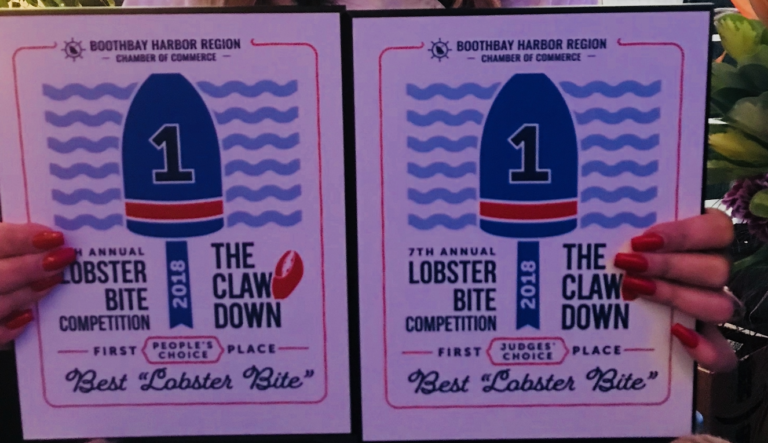 BOOTHBAY HARBOR REGION
CHAMBER OF COMMERCE
1
H ANNUAL
LOBSTER
BITE
COMPETITION
2018
THE
CLAW
DOWN
FIRST PEOPLE'S CHOICE PLACE
Best "Lobster Bite"
BOOTHBAY HARBOR REGION
CHAMBER OF COMMERCE
1
7TH ANNUAL
LOBSTER
BITE
COMPETITION
2018
THE
CLAW
DOWN
FIRST JUDGES' CHOICE PLACE
Best "Lobster Bite"